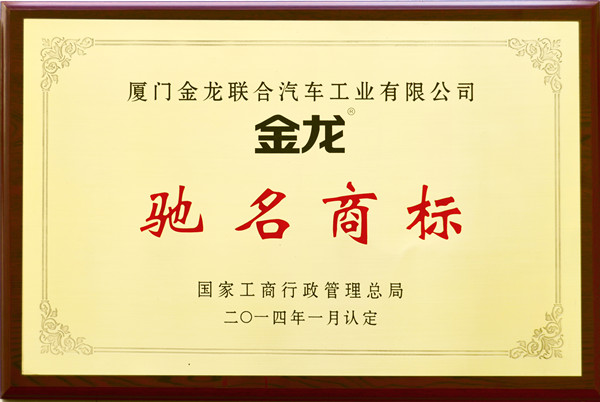 厦门金龙联合汽车工业有限公司
金龙®
驰名商标
国家工商行政管理总局
二〇一四年一月认定